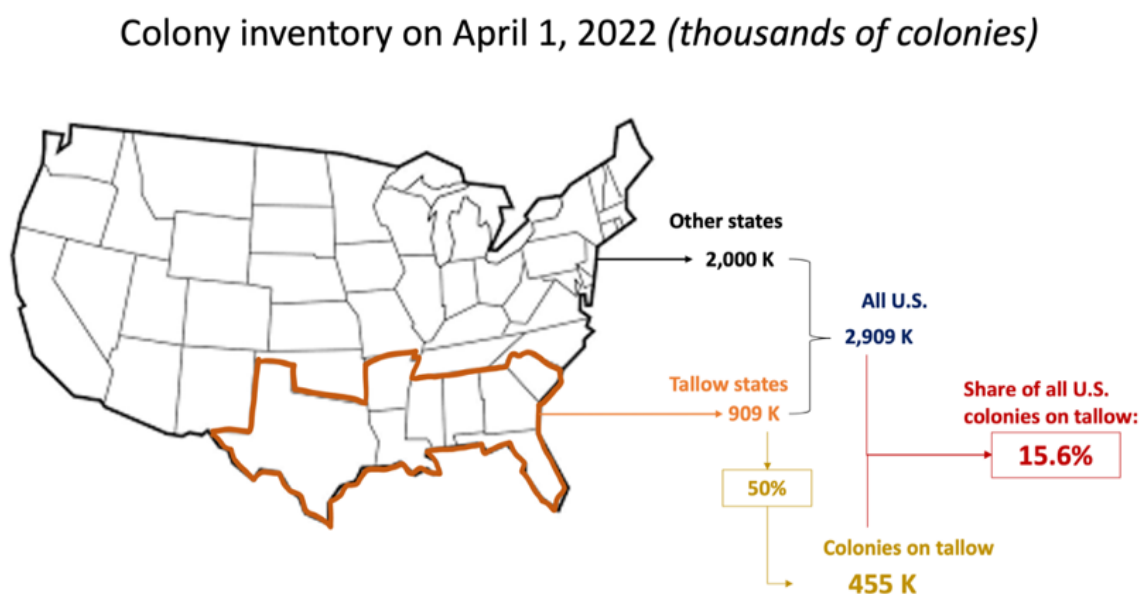 Colony inventory on April 1, 2022 (thousands of colonies)
Other states
2,000 K
All U.S.
2,909 K
Tallow states
909 K
Share of all U.S.
colonies on tallow:
15.6%
50%
Colonies on tallow
455 K